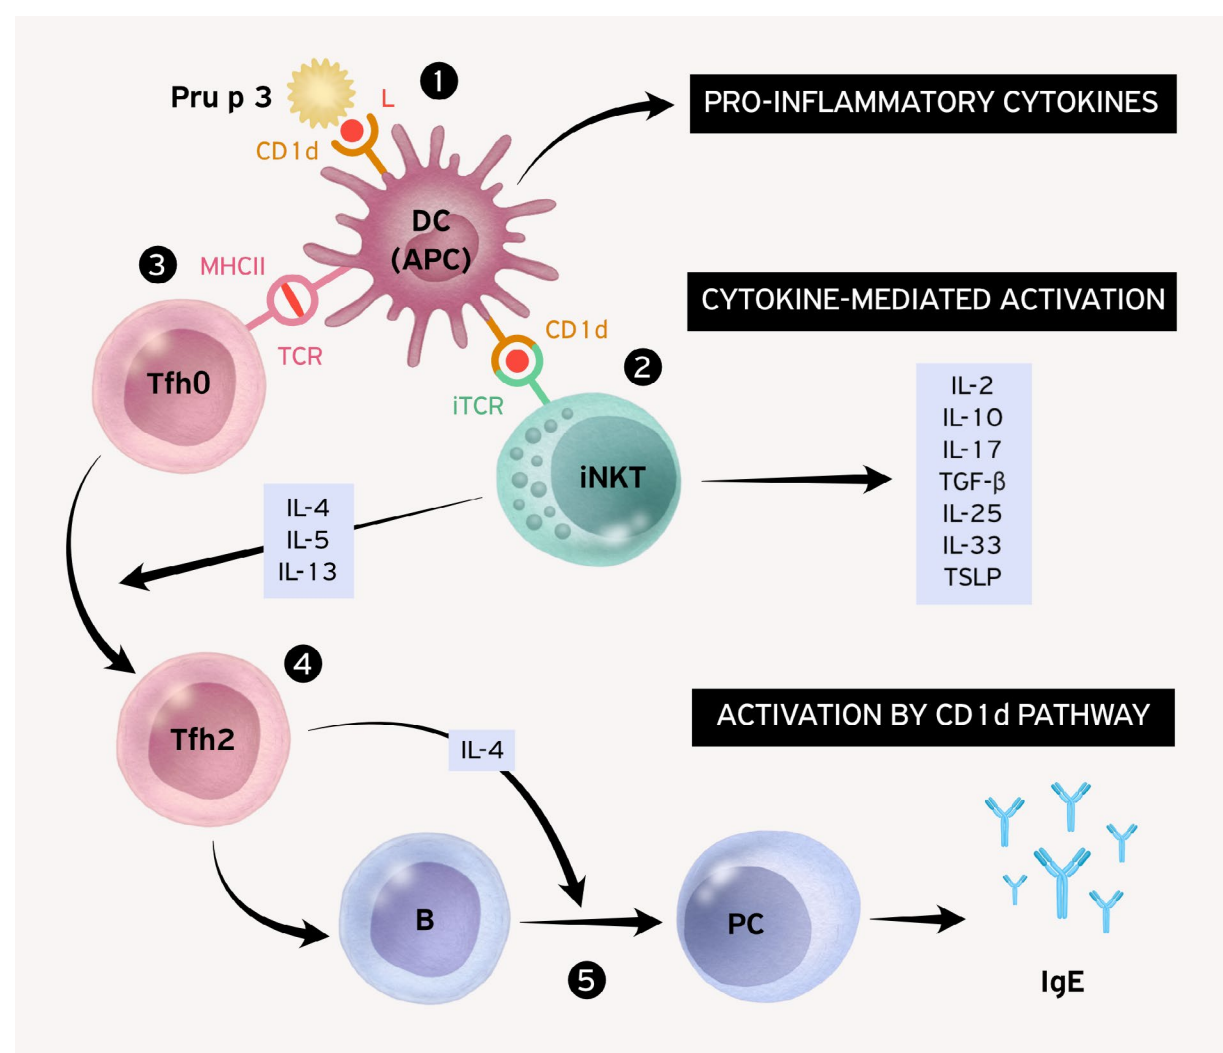 Pru p 3
L
1
PRO-INFLAMMATORY CYTOKINES
CD1d
DC
(APC)
3
MHCII
TCR
Tfh0
CYTOKINE-MEDIATED ACTIVATION
CD1d
2
iTCR
iNKT
IL-2
IL-10
IL-17
TGF-β
IL-25
IL-33
TSLP
IL-4
IL-5
IL-13
4
Tfh2
IL-4
ACTIVATION BY CD1d PATHWAY
B
5
PC
IgE